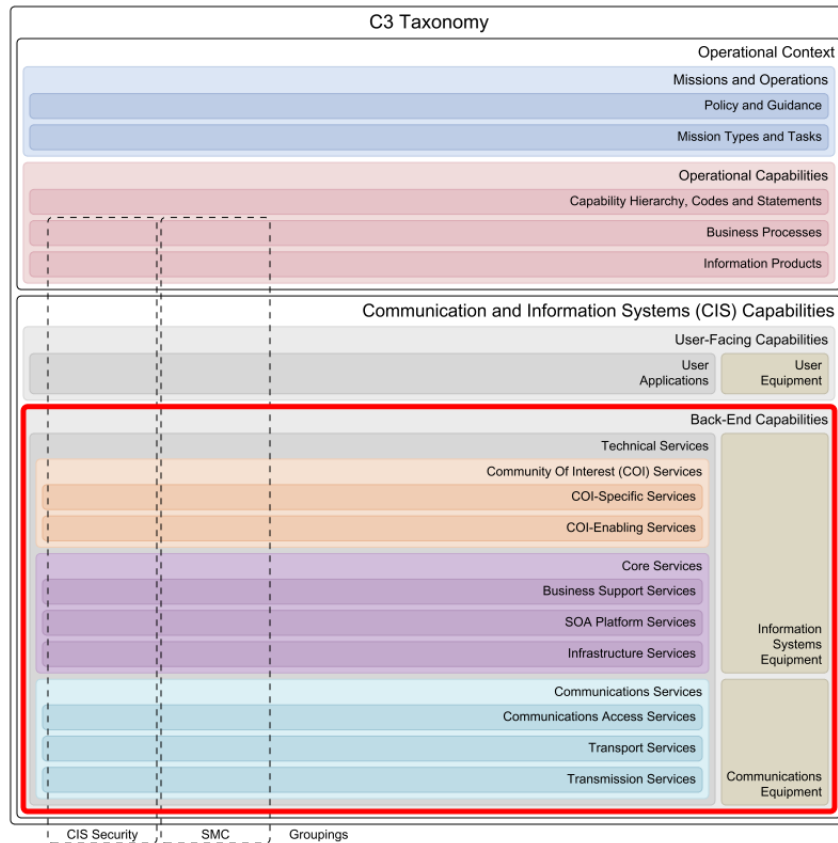 C3 Taxonomy
Operational Context
Missions and Operations
Policy and Guidance
Mission Types and Tasks
Operational Capabilities
Capability Hierarchy, Codes and Statements
Business Processes
Information Products
Communication and Information Systems (CIS) Capabilities
User-Facing Capabilities
User
Applications
User
Equipment
Back-End Capabilities
Technical Services
Community Of Interest (COI) Services
COI-Specific Services
COI-Enabling Services
Core Services
Business Support Services
SOA Platform Services
Infrastructure Services
Information
Systems
Equipment
Communications Services
Communications Access Services
Transport Services
Transmission Services
Communications
Equipment
CIS Security
SMC
Groupings